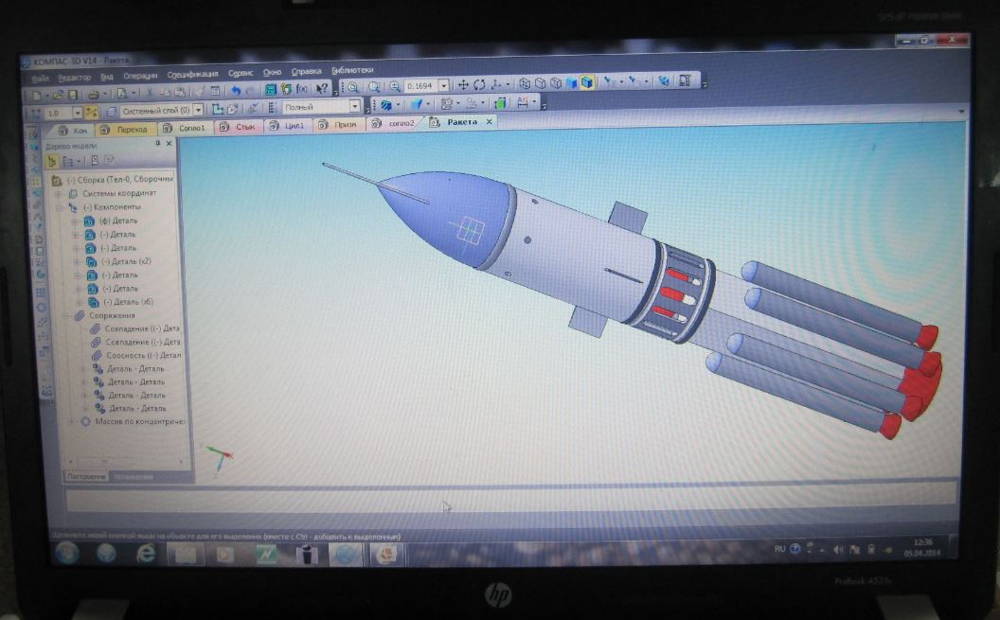 КОМПАС-3D V14 - Ракета
Файл Редактор Вид Операции Спецификация Сервис Окно Справка Библиотеки
0.1694
1.0 Системный слой (0) Полный
Кон Переход Сопло1 Стык Цил1 Призм сопло2 Ракета
Дерево модели
(-) Сборка (Тел-0, Сборочны
Системы координат
(-) Компоненты
(ф) Деталь
(-) Деталь
(-) Деталь
(-) Деталь (x2)
(-) Деталь
(-) Деталь
(-) Деталь (x6)
Сопряжения
Совпадение ((-) Дета
Совпадение ((-) Дета
Соосность ((-) Детал
Деталь - Деталь
Деталь - Деталь
Деталь - Деталь
Деталь - Деталь
Массив по концентриче
Построение
Щелкните левой кнопкой мыши на объекте для его выделения (вместе с Ctrl - добавить к выделенным)
RU 12:36
05.04.2014
hp
ProBook 4535s